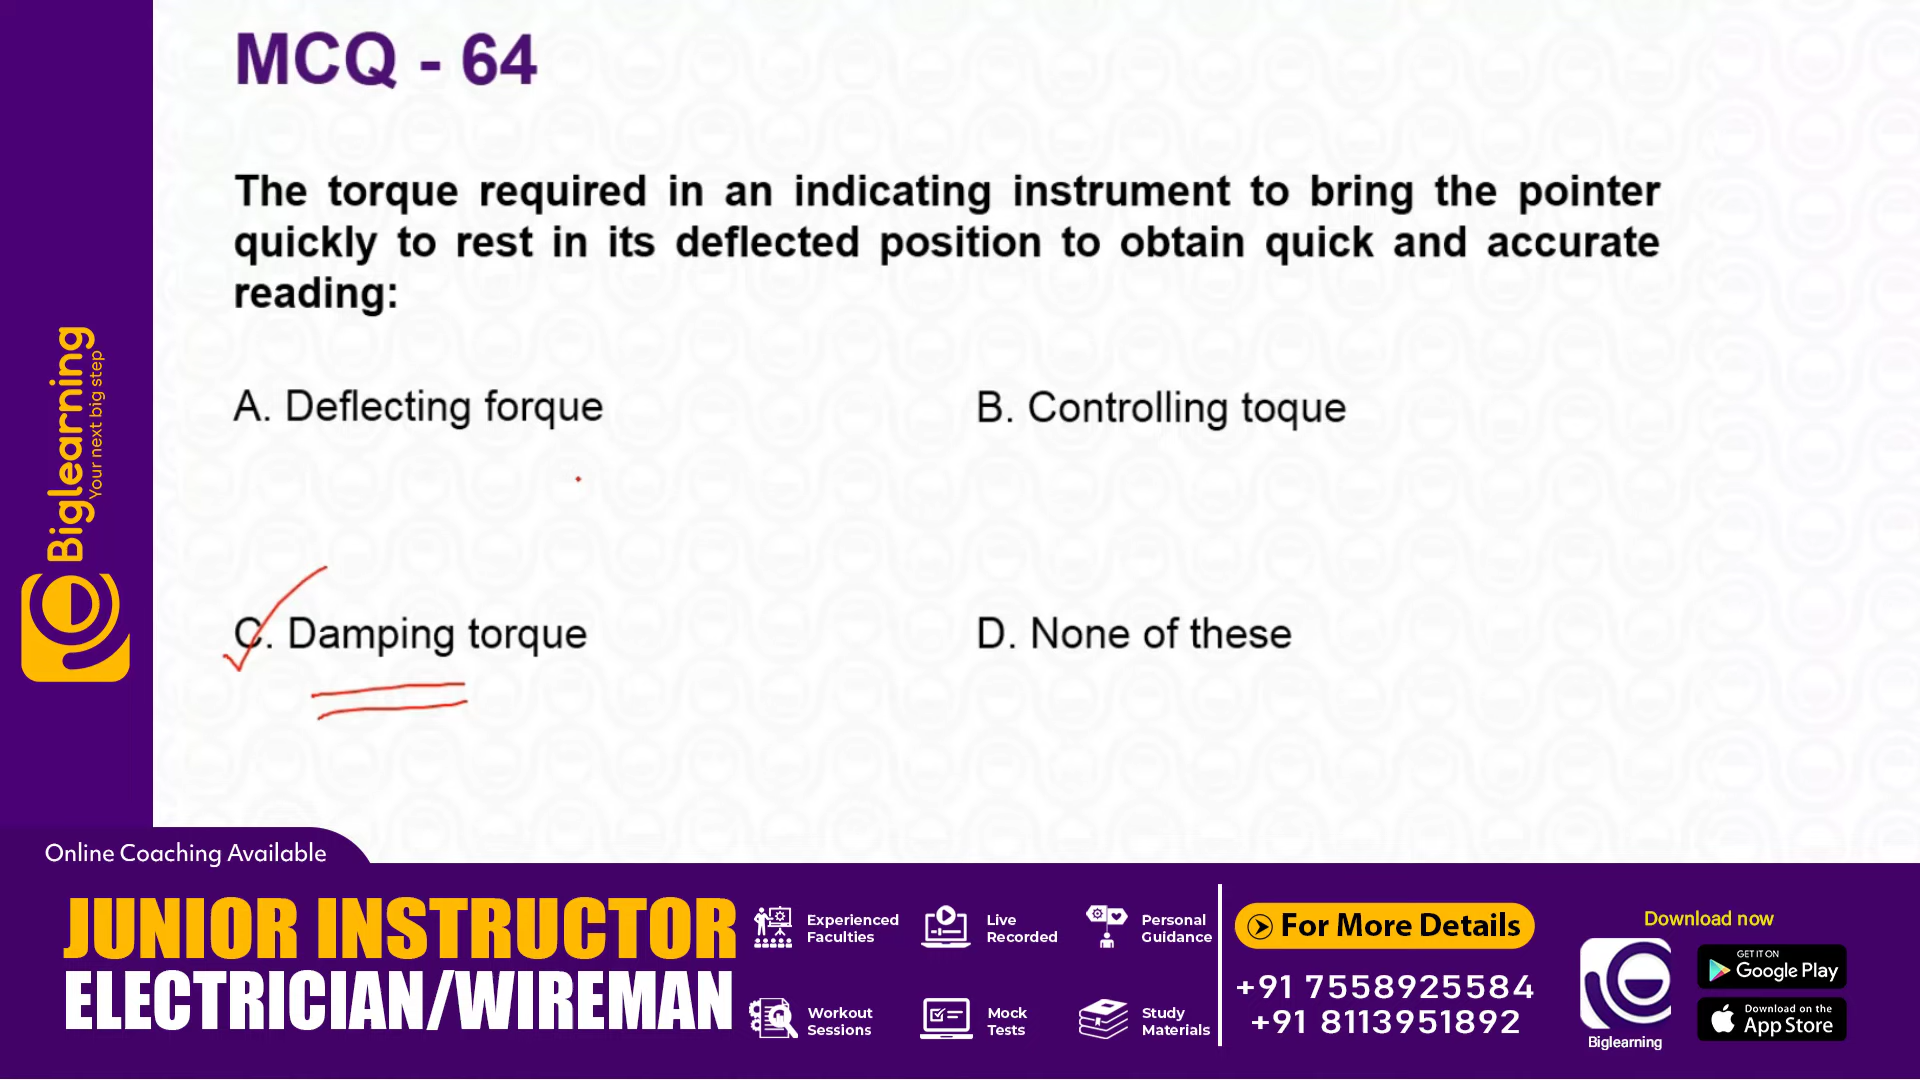 MCQ - 64
The torque required in an indicating instrument to bring the pointer
quickly to rest in its deflected position to obtain quick and accurate
reading:
A. Deflecting forque
B. Controlling toque
C. Damping torque
D. None of these
Biglearning
Your next big step
Online Coaching Available
JUNIOR INSTRUCTOR
ELECTRICIAN/WIREMAN
Experienced
Faculties
Live
Recorded
Personal
Guidance
Workout
Sessions
Mock
Tests
Study
Materials
For More Details
+91 7558925584
+91 8113951892
Download now
Biglearning
GET IT ON
Google Play
Download on the
App Store